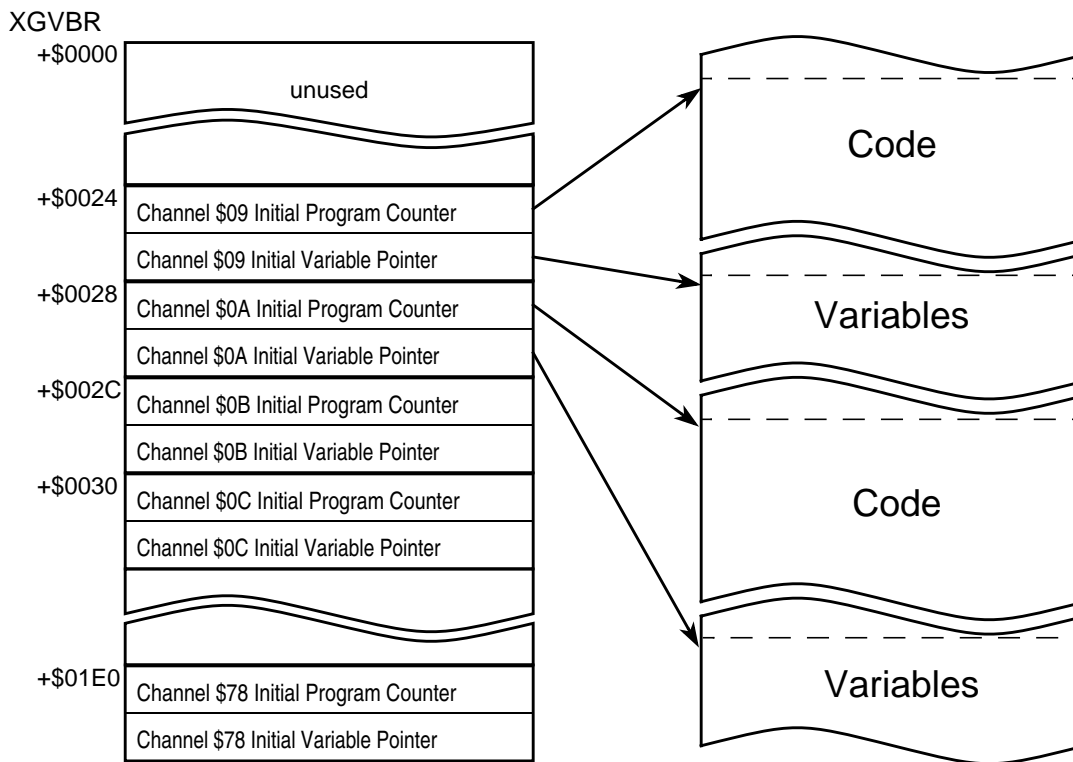 XGVBR
+$0000
unused
+$0024
Channel $09 Initial Program Counter
Channel $09 Initial Variable Pointer
+$0028
Channel $0A Initial Program Counter
Channel $0A Initial Variable Pointer
+$002C
Channel $0B Initial Program Counter
Channel $0B Initial Variable Pointer
+$0030
Channel $0C Initial Program Counter
Channel $0C Initial Variable Pointer
+$01E0
Channel $78 Initial Program Counter
Channel $78 Initial Variable Pointer
Code
Variables
Code
Variables